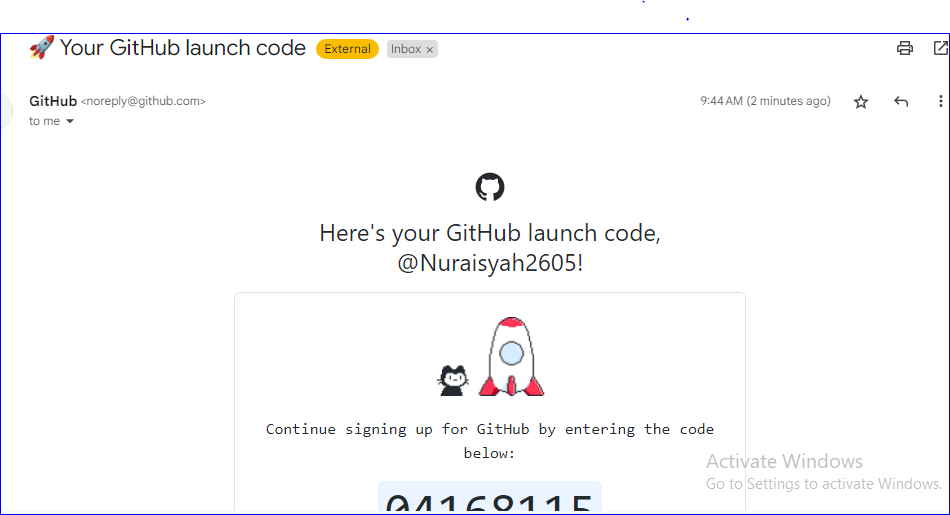 🚀 Your GitHub launch code External Inbox ×
GitHub <noreply@github.com> 9:44 AM (2 minutes ago)
to me
Here's your GitHub launch code,
@Nuraisyah2605!
Continue signing up for GitHub by entering the code
below:
04168115
Activate Windows
Go to Settings to activate Windows.